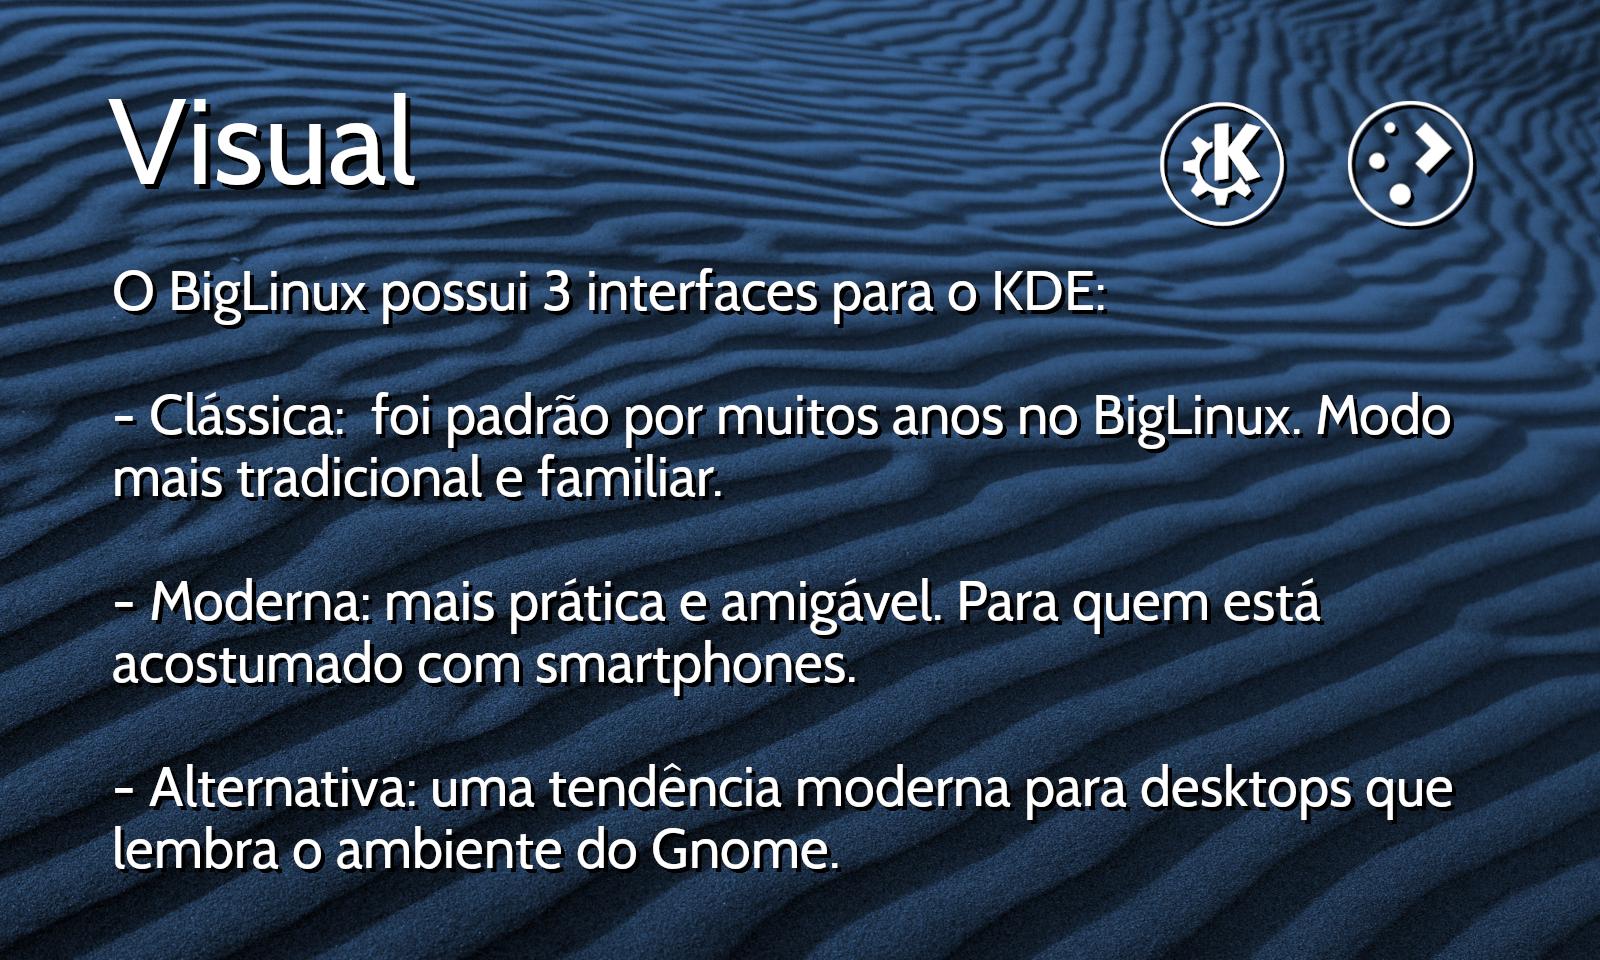 Visual
O BigLinux possui 3 interfaces para o KDE:
- Clássica:  foi padrão por muitos anos no BigLinux. Modo
mais tradicional e familiar.
- Moderna: mais prática e amigável. Para quem está
acostumado com smartphones.
- Alternativa: uma tendência moderna para desktops que
lembra o ambiente do Gnome.